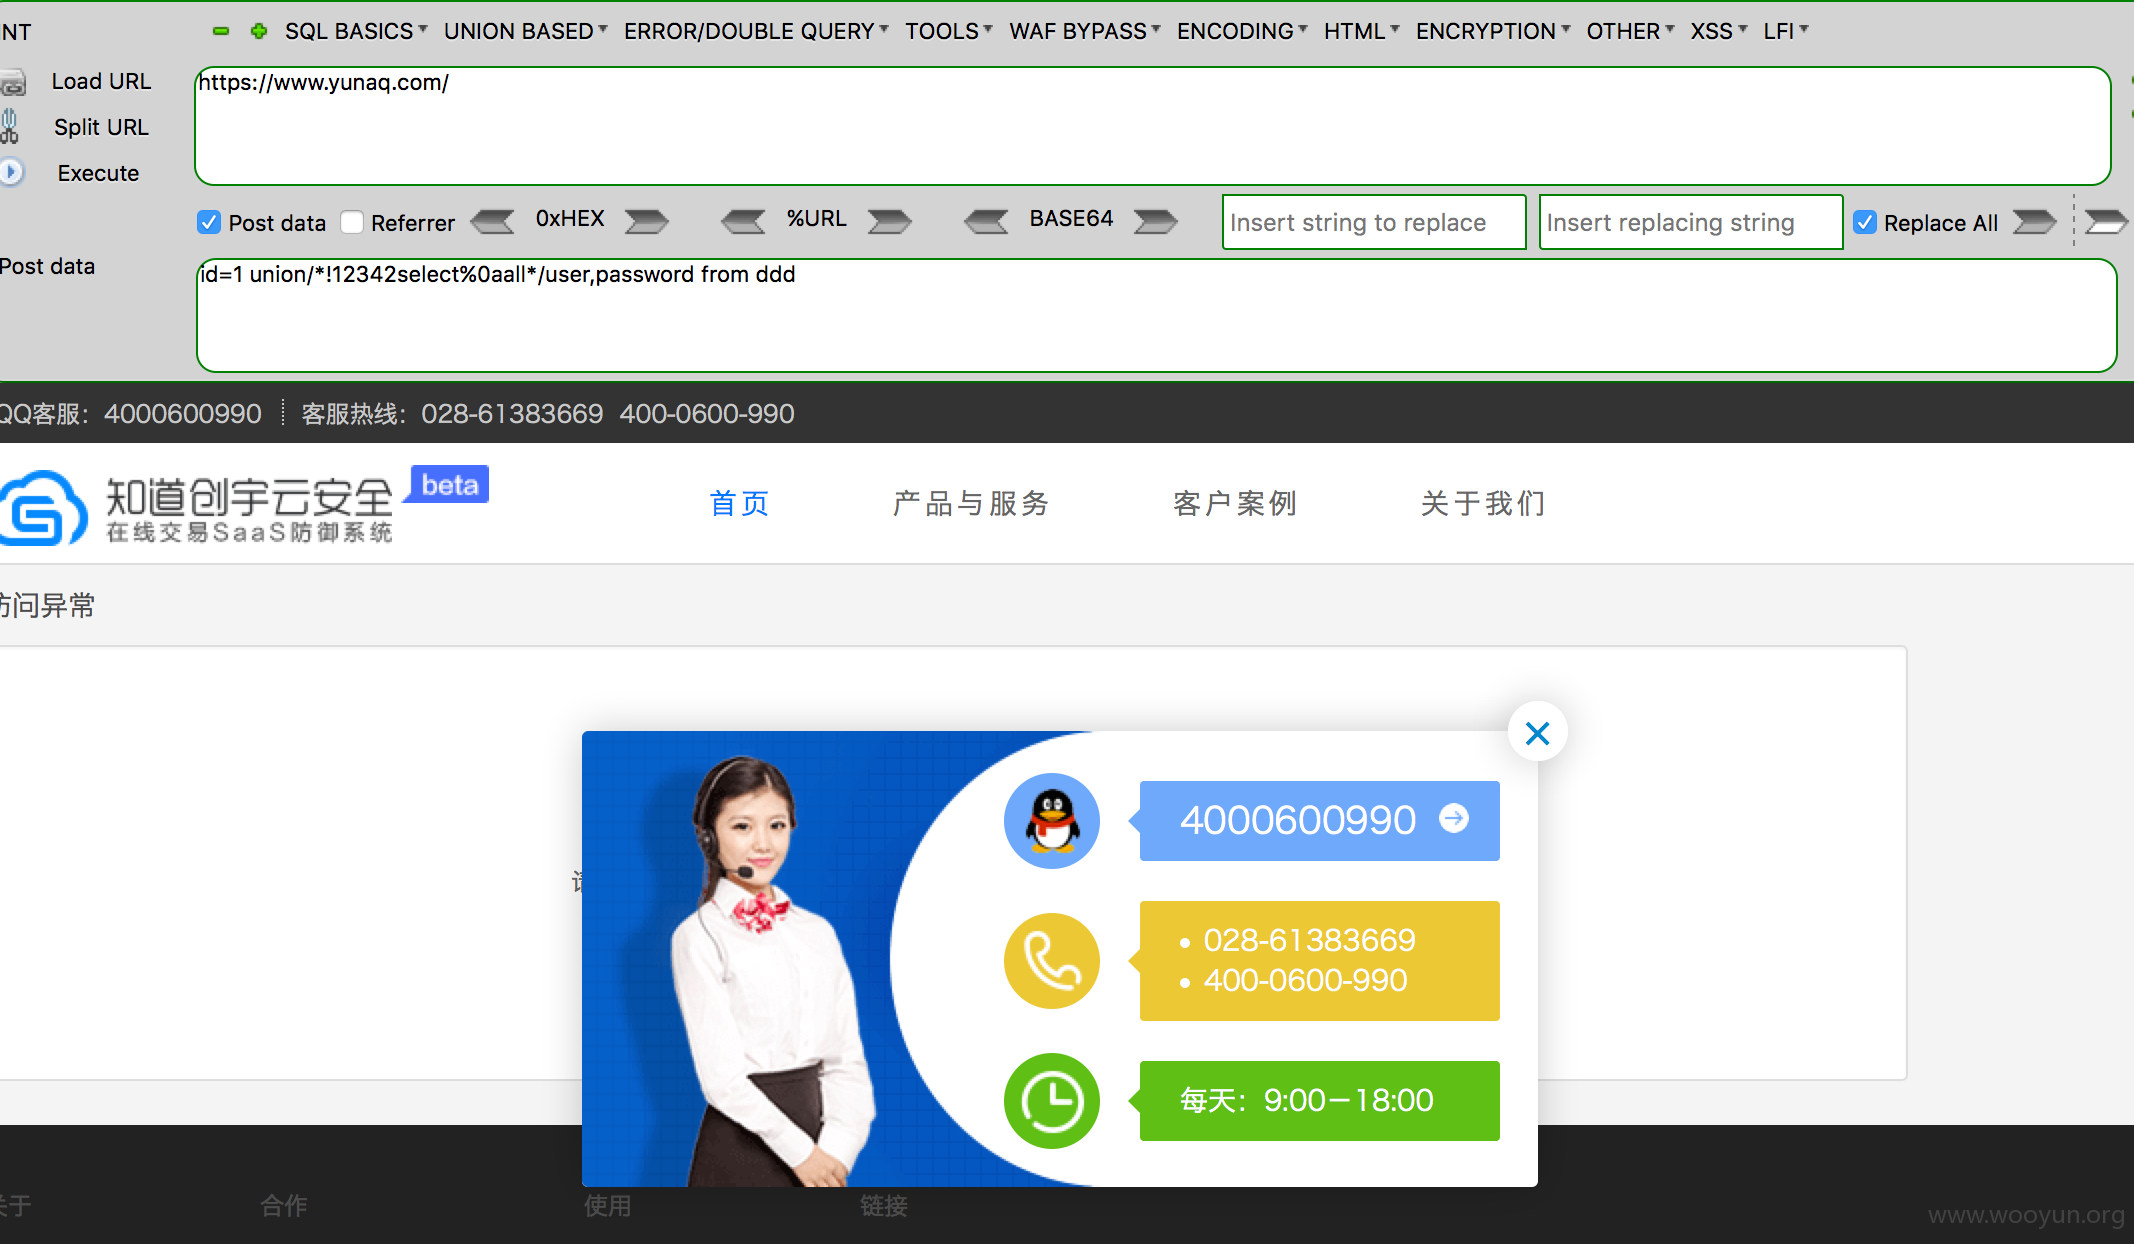 INT
SQL BASICS UNION BASED ERROR/DOUBLE QUERY TOOLS WAF BYPASS ENCODING HTML ENCRYPTION OTHER XSS LFI
Load URL
https://www.yunaq.com/
Split URL
Execute
Post data Referrer 0xHEX %URL BASE64 Insert string to replace Insert replacing string Replace All
Post data
id=1 union/*!12342select%0aall*/user,password from ddd
QQ客服：4000600990 客服热线：028-61383669 400-0600-990
知道创宇云安全 beta
在线交易SaaS防御系统
首页 产品与服务 客户案例 关于我们
访问异常
4000600990
028-61383669
400-0600-990
每天：9:00－18:00
关于 合作 使用 链接
www.wooyun.org